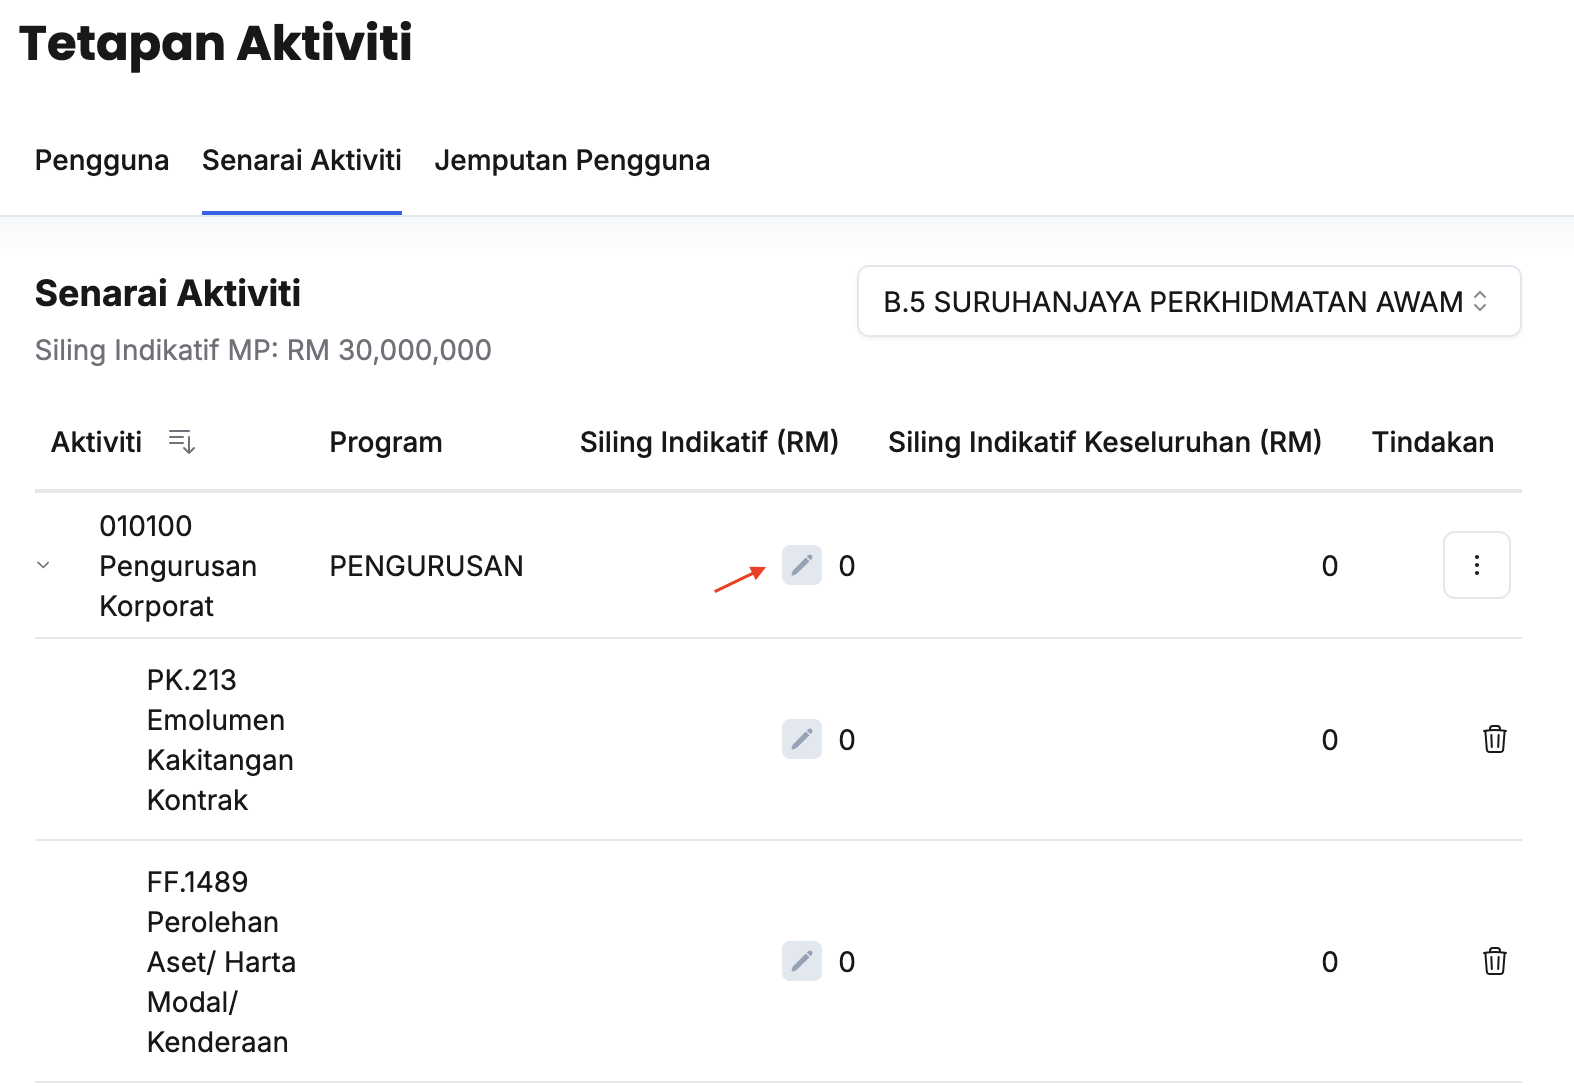 Tetapan Aktiviti
Pengguna Senarai Aktiviti Jemputan Pengguna
Senarai Aktiviti
B.5 SURUHANJAYA PERKHIDMATAN AWAM
Siling Indikatif MP: RM 30,000,000
Aktiviti Program Siling Indikatif (RM) Siling Indikatif Keseluruhan (RM) Tindakan
010100
Pengurusan
Korporat
PENGURUSAN 0 0
PK.213
Emolumen
Kakitangan
Kontrak
0 0
FF.1489
Perolehan
Aset/ Harta
Modal/
Kenderaan
0 0